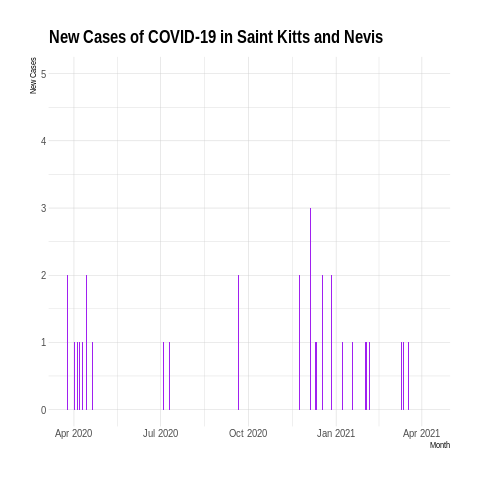 New Cases of COVID-19 in Saint Kitts and Nevis
New Cases
5
4
3
2
1
0
Apr 2020 Jul 2020 Oct 2020 Jan 2021 Apr 2021
Month